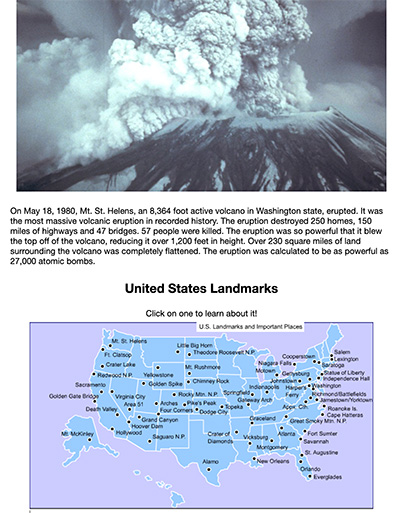 On May 18, 1980, Mt. St. Helens, an 8,364 foot active volcano in Washington state, erupted. It was
the most massive volcanic eruption in recorded history. The eruption destroyed 250 homes, 150
miles of highways and 47 bridges. 57 people were killed. The eruption was so powerful that it blew
the top off of the volcano, reducing it over 1,200 feet in height. Over 230 square miles of land
surrounding the volcano was completely flattened. The eruption was calculated to be as powerful as
27,000 atomic bombs.
United States Landmarks
Click on one to learn about it!
U.S. Landmarks and Important Places
Mt. St. Helens
Ft. Clatsop
Crater Lake
Redwood N.P.
Sacramento
Golden Gate Bridge
Death Valley
Mt. McKinley
Little Big Horn
Theodore Roosevelt N.P.
Yellowstone
Mt. Rushmore
Golden Spike
Chimney Rock
Virginia City
Rocky Mtn. N.P.
Area 51
Arches
Pike's Peak
Four Corners
Dodge City
Grand Canyon
Hoover Dam
Hollywood
Saguaro N.P.
Alamo
Topeka
Springfield
Gateway Arch
Crater of
Diamonds
Vicksburg
New Orleans
Graceland
Montgomery
Atlanta
Niagara Falls
Motown
Indianapolis
Cooperstown
Gettysburg
Johnstown
Harper's
Ferry
App. Cth.
Great Smoky Mtn. N.P.
Salem
Lexington
Saratoga
Statue of Liberty
Independence Hall
Washington
Richmond/Battlefields
Jamestown/Yorktown
Roanoke Is.
Cape Hatteras
Fort Sumter
Savannah
St. Augustine
Orlando
Everglades